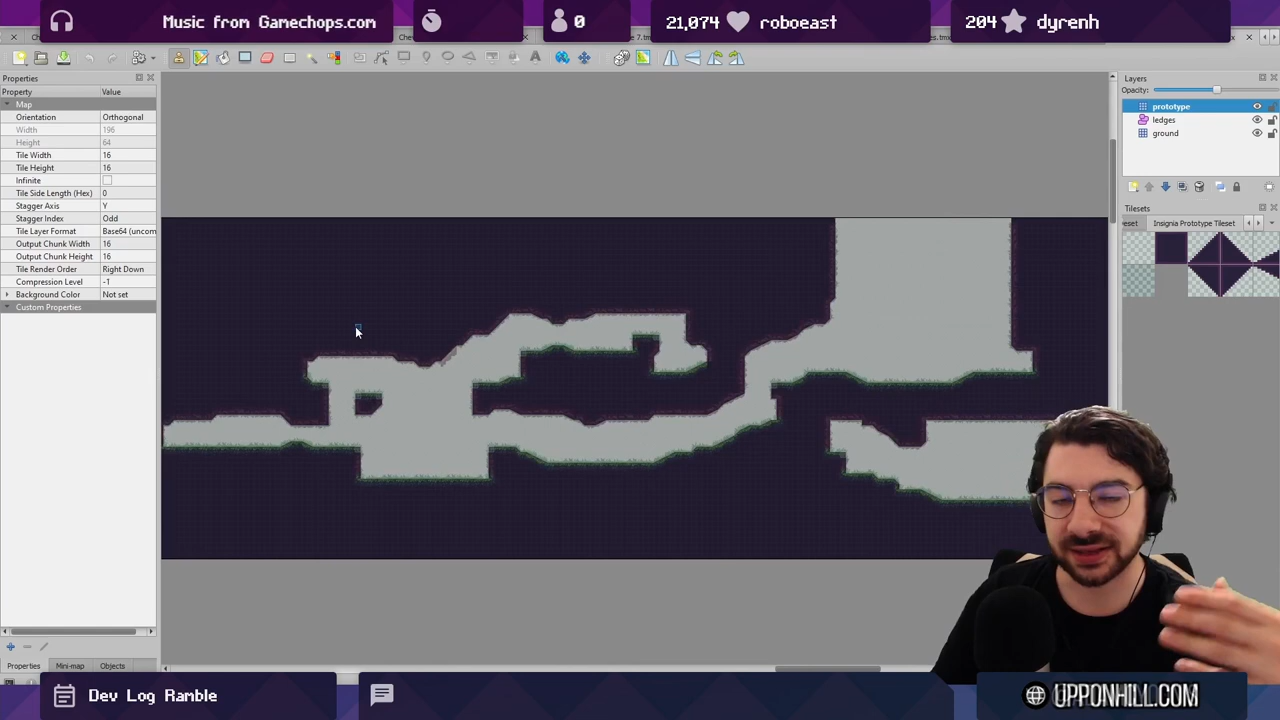 Music from Gamechops.com
0
21,074
roboeast
204
dyrenh
Properties
Property
Value
Map
Orientation
Orthogonal
Width
196
Height
64
Tile Width
16
Tile Height
16
Infinite
Tile Side Length (Hex)
0
Stagger Axis
Y
Stagger Index
Odd
Tile Layer Format
Base64 (uncom
Output Chunk Width
16
Output Chunk Height
16
Tile Render Order
Right Down
Compression Level
-1
Background Color
Not set
Custom Properties
Properties
Mini-map
Objects
Layers
Opacity:
prototype
ledges
ground
Tilesets
eset
Insignia Prototype Tileset
Dev Log Ramble
UPPONHILL.COM